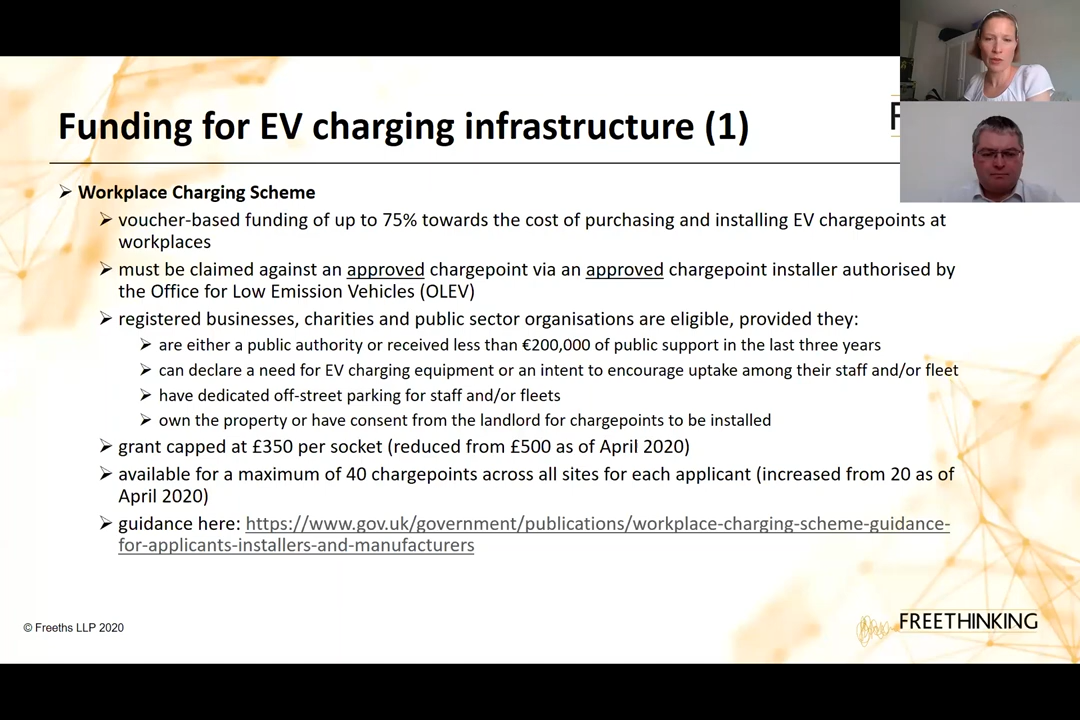 Funding for EV charging infrastructure (1)
F
➢ Workplace Charging Scheme
➢ voucher-based funding of up to 75% towards the cost of purchasing and installing EV chargepoints at
workplaces
➢ must be claimed against an approved chargepoint via an approved chargepoint installer authorised by
the Office for Low Emission Vehicles (OLEV)
➢ registered businesses, charities and public sector organisations are eligible, provided they:
➢ are either a public authority or received less than €200,000 of public support in the last three years
➢ can declare a need for EV charging equipment or an intent to encourage uptake among their staff and/or fleet
➢ have dedicated off-street parking for staff and/or fleets
➢ own the property or have consent from the landlord for chargepoints to be installed
➢ grant capped at £350 per socket (reduced from £500 as of April 2020)
➢ available for a maximum of 40 chargepoints across all sites for each applicant (increased from 20 as of
April 2020)
➢ guidance here: https://www.gov.uk/government/publications/workplace-charging-scheme-guidance-
for-applicants-installers-and-manufacturers
© Freeths LLP 2020
FREETHINKING